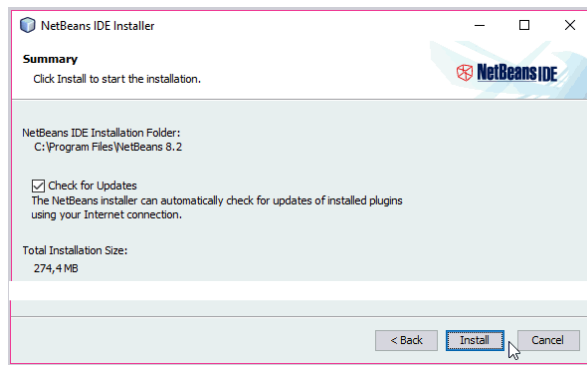 NetBeans IDE Installer
Summary
Click Install to start the installation.
NetBeans IDE
NetBeans IDE Installation Folder:
C:\Program Files\NetBeans 8.2
Check for Updates
The NetBeans installer can automatically check for updates of installed plugins
using your Internet connection.
Total Installation Size:
274,4 MB
< Back Install Cancel